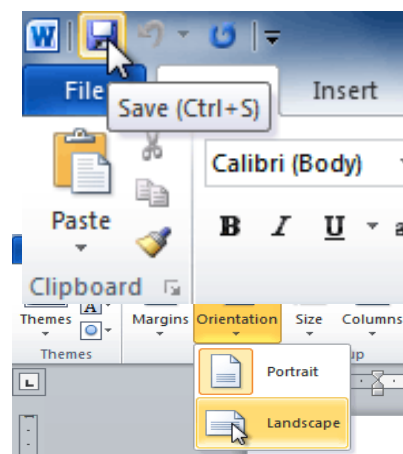 W
File
Insert
Save (Ctrl+S)
Calibri (Body)
Paste
B I U
Clipboard
A
Themes Margins Orientation Size Columns
Themes
Portrait
L
Landscape